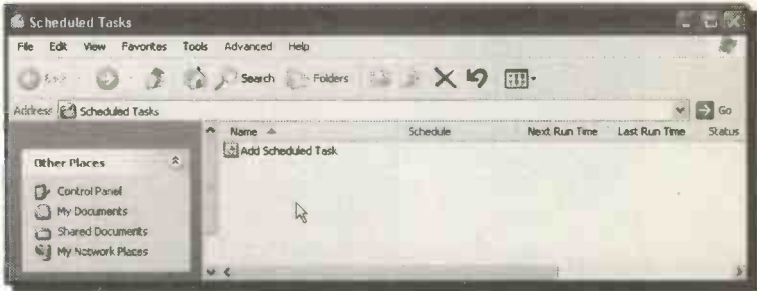 Scheduled Tasks
File Edit View Favorites Tools Advanced Help
Back Search Folders
Address Scheduled Tasks Go
Name Schedule Next Run Time Last Run Time Status
Add Scheduled Task
Other Places
Control Panel
My Documents
Shared Documents
My Network Places